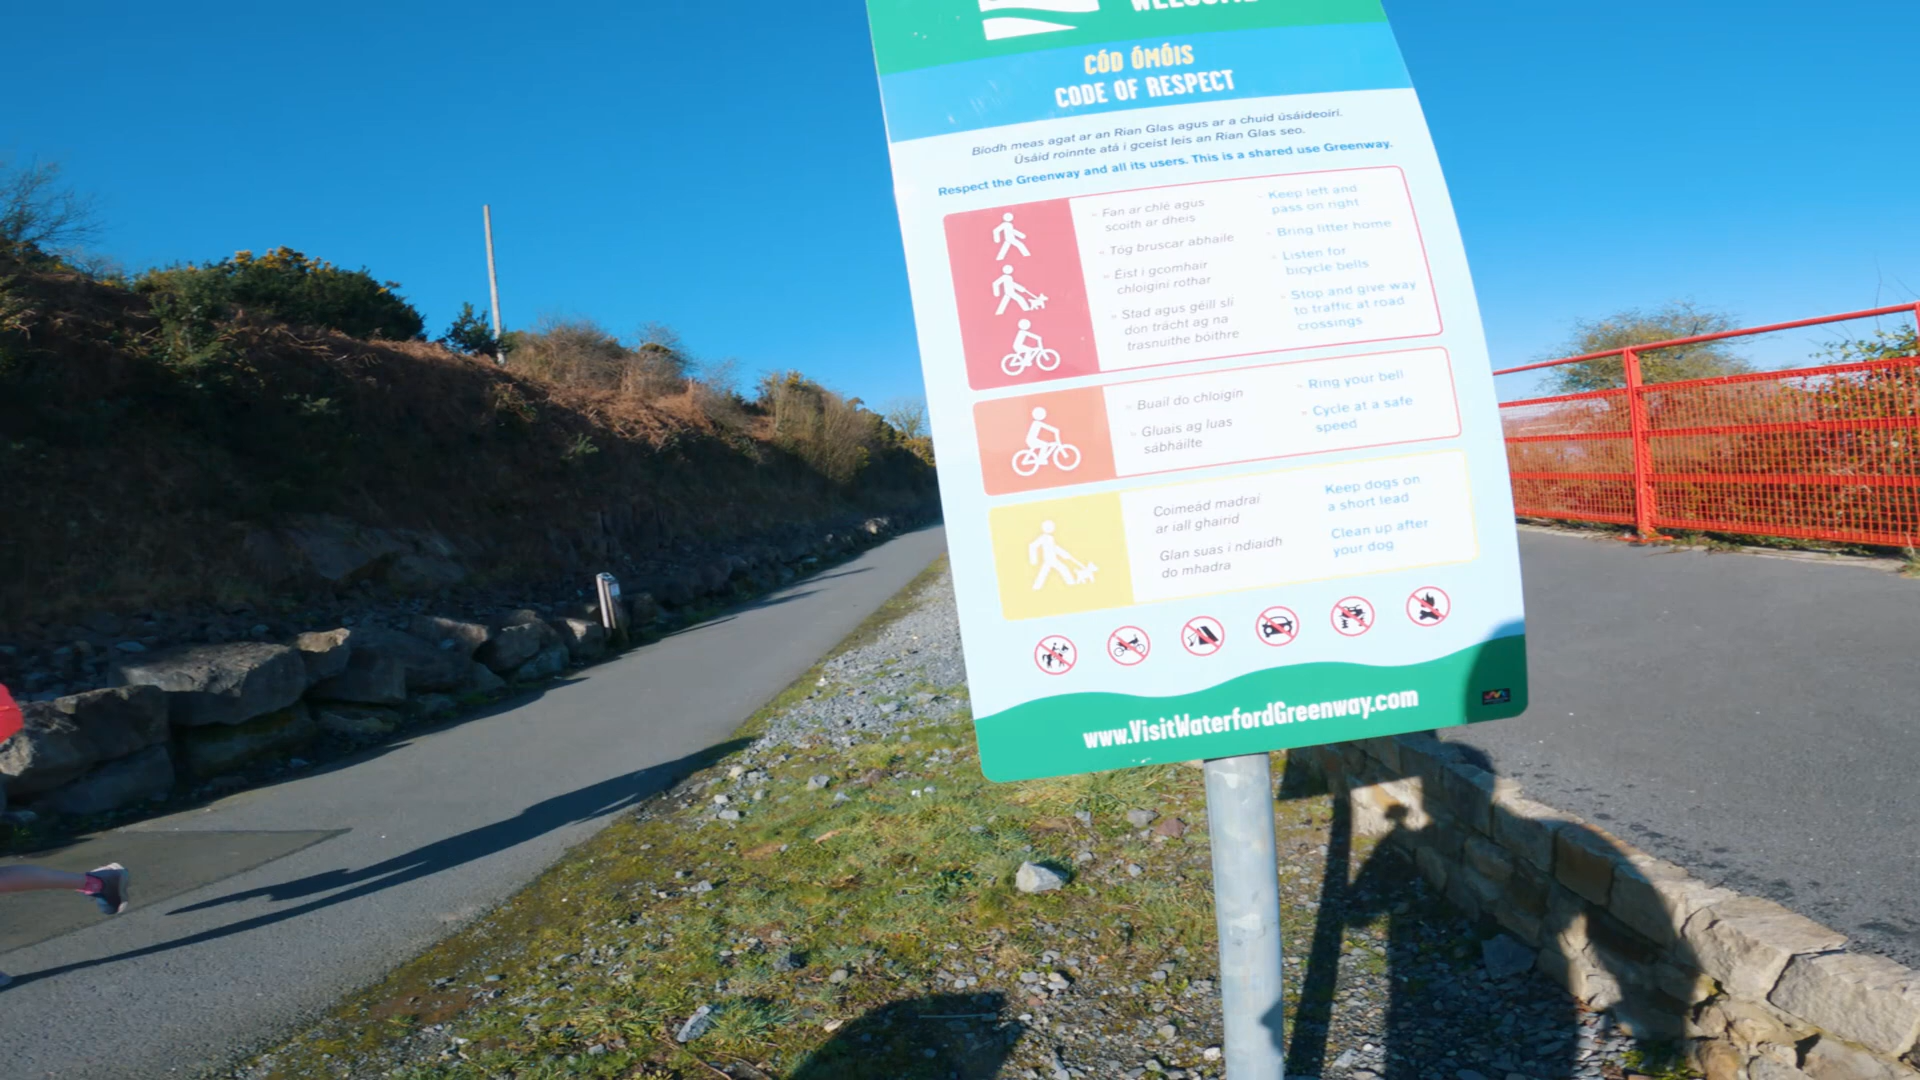 CÓD ÓMÓIS
CODE OF RESPECT
Bíodh meas agat ar an Rian Glas agus ar a chuid úsáideoirí.
Úsáid roinnte atá i gceist leis an Rian Glas seo.
Respect the Greenway and all its users. This is a shared use Greenway.
- Fan ar chlé agus
scoith ar dheis
- Tóg bruscar abhaile
- Éist i gcomhair
chloigíní rothar
- Stad agus géill slí
don trácht ag na
trasnuithe bóithre
- Keep left and
pass on right
- Bring litter home
- Listen for
bicycle bells
- Stop and give way
to traffic at road
crossings
- Buail do chloigín
- Gluais ag luas
sábháilte
- Ring your bell
- Cycle at a safe
speed
Coimeád madraí
ar iall ghairid
Glan suas i ndiaidh
do mhadra
Keep dogs on
a short lead
Clean up after
your dog
www.VisitWaterfordGreenway.com